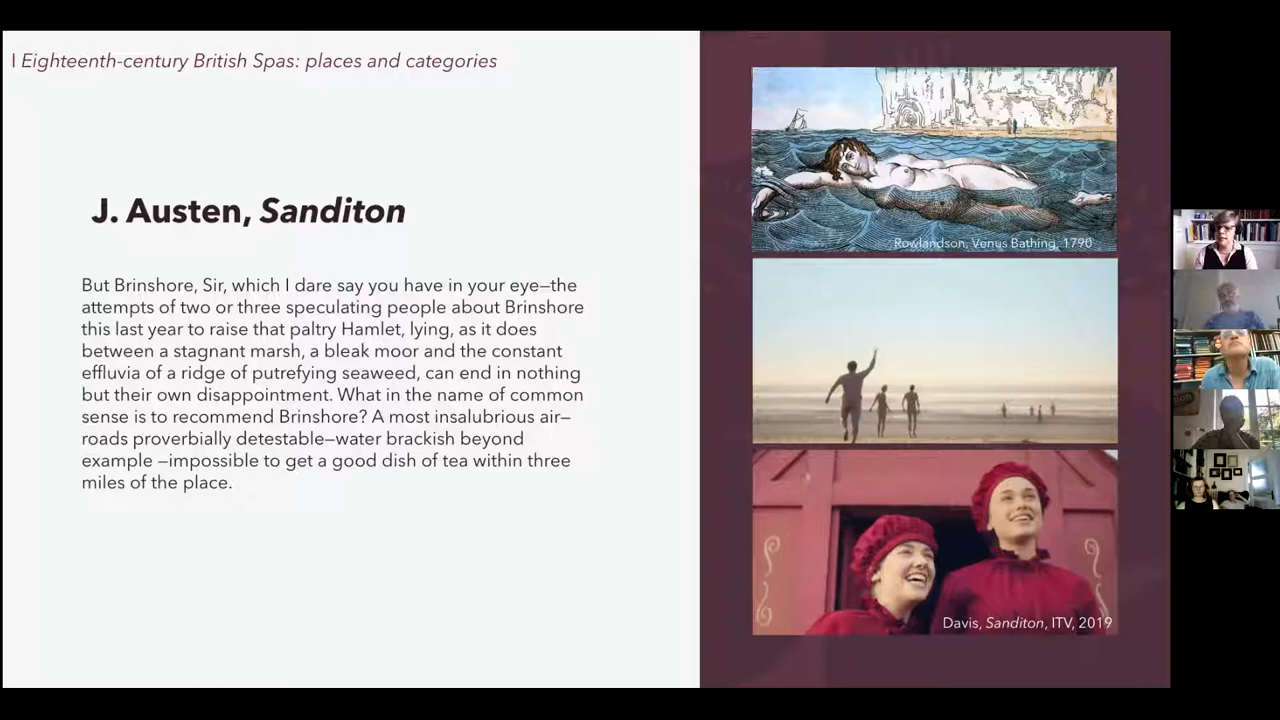 I Eighteenth-century British Spas: places and categories
J. Austen, Sanditon
But Brinshore, Sir, which I dare say you have in your eye—the
attempts of two or three speculating people about Brinshore
this last year to raise that paltry Hamlet, lying, as it does
between a stagnant marsh, a bleak moor and the constant
effluvia of a ridge of putrefying seaweed, can end in nothing
but their own disappointment. What in the name of common
sense is to recommend Brinshore? A most insalubrious air—
roads proverbially detestable—water brackish beyond
example —impossible to get a good dish of tea within three
miles of the place.
Rowlandson, Venus Bathing, 1790
Davis, Sanditon, ITV, 2019